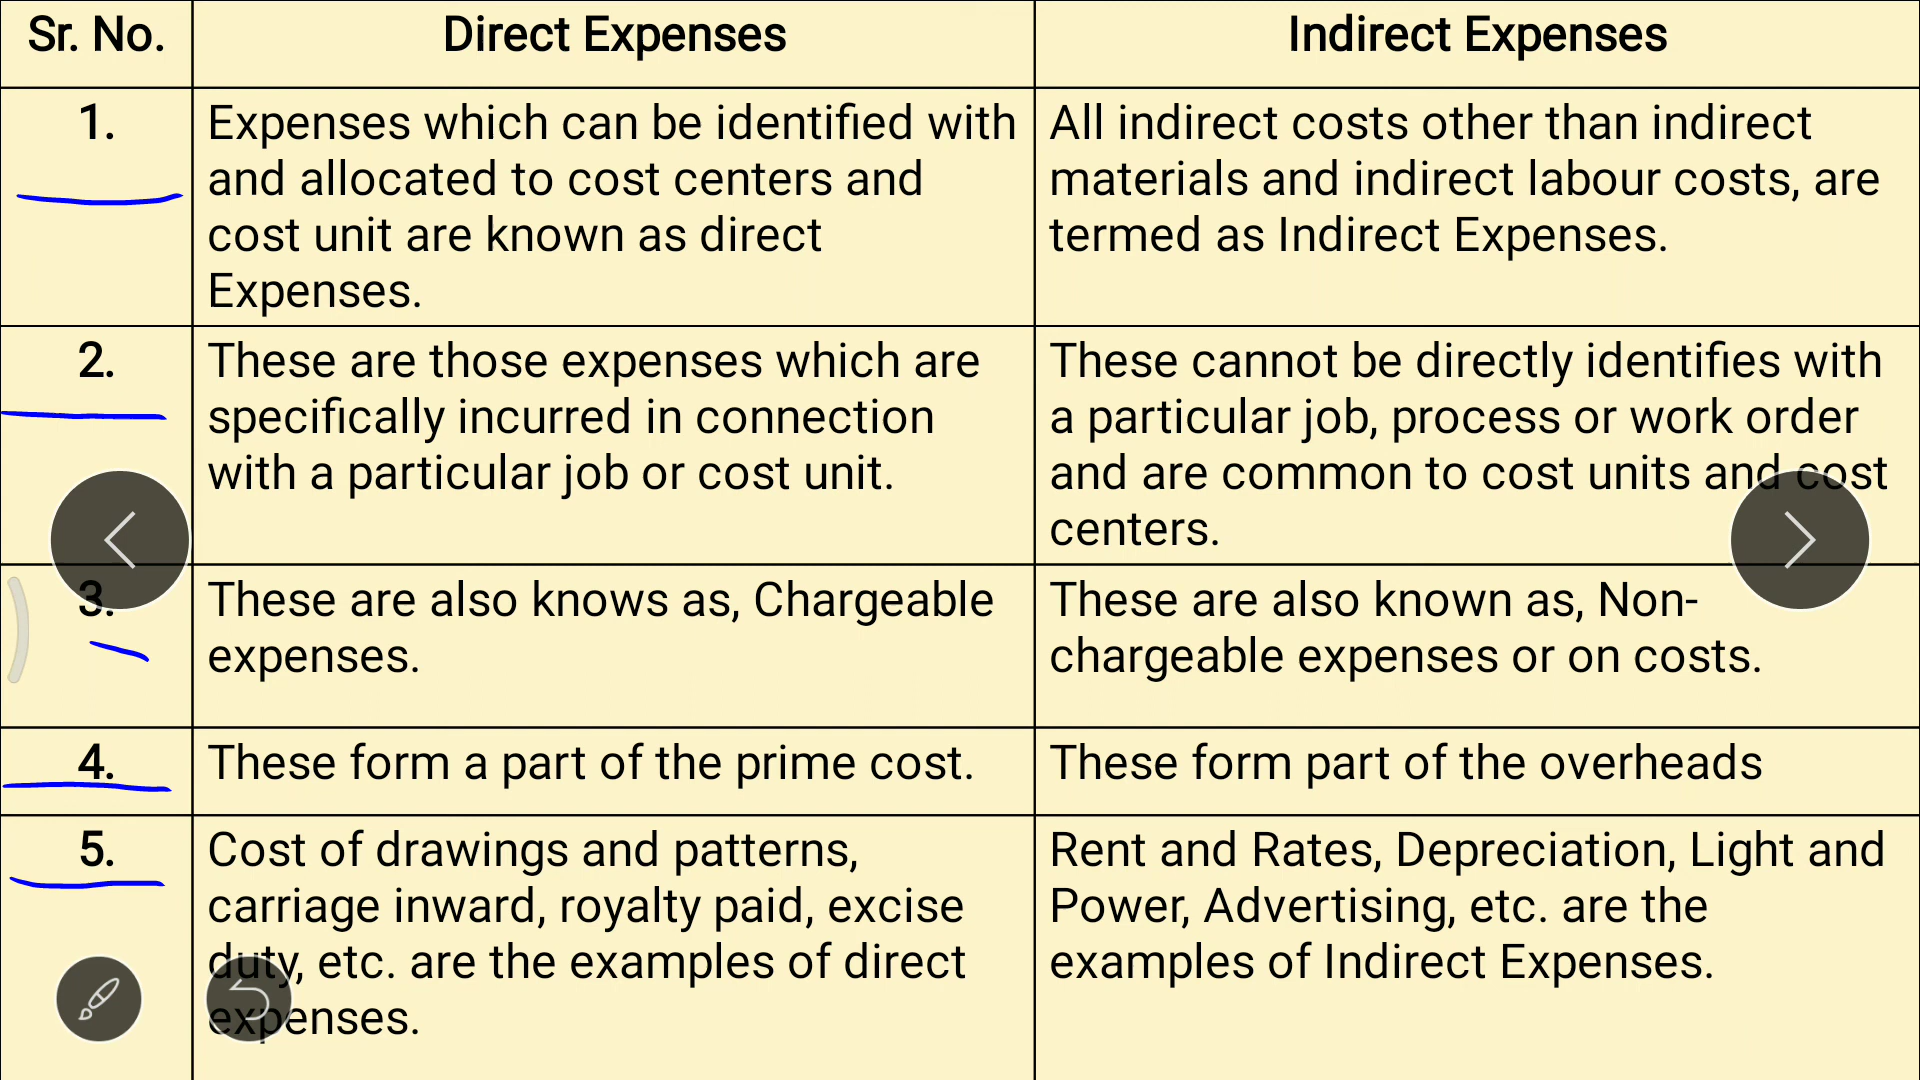 Sr. No.
Direct Expenses
Indirect Expenses
1.
Expenses which can be identified with
and allocated to cost centers and
cost unit are known as direct
Expenses.
All indirect costs other than indirect
materials and indirect labour costs, are
termed as Indirect Expenses.
2.
These are those expenses which are
specifically incurred in connection
with a particular job or cost unit.
These cannot be directly identifies with
a particular job, process or work order
and are common to cost units and cost
centers.
3.
These are also knows as, Chargeable
expenses.
These are also known as, Non-
chargeable expenses or on costs.
4.
These form a part of the prime cost.
These form part of the overheads
5.
Cost of drawings and patterns,
carriage inward, royalty paid, excise
duty, etc. are the examples of direct
expenses.
Rent and Rates, Depreciation, Light and
Power, Advertising, etc. are the
examples of Indirect Expenses.